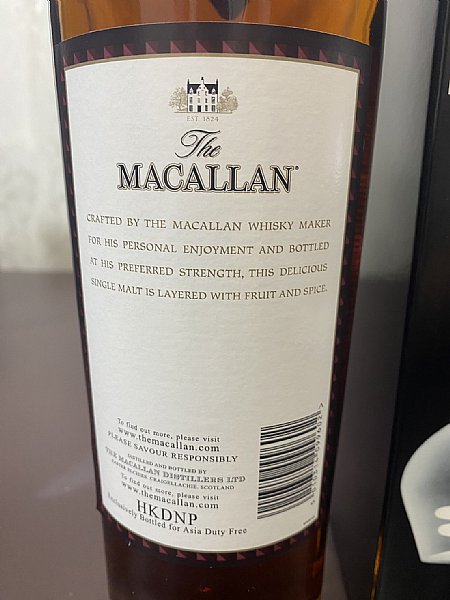 EST. 1824
The
MACALLAN
CRAFTED BY THE MACALLAN WHISKY MAKER
FOR HIS PERSONAL ENJOYMENT AND BOTTLED
AT HIS PREFERRED STRENGTH, THIS DELICIOUS
SINGLE MALT IS LAYERED WITH FRUIT AND SPICE.
To find out more, please visit
www.themacallan.com
PLEASE SAVOUR RESPONSIBLY
DISTILLED AND BOTTLED BY
THE MACALLAN DISTILLERS LTD
EASTER ELCHIES, CRAIGELLACHIE, SCOTLAND
To find out more, please visit
www.themacallan.com
HKDNP
Exclusively Bottled for Asia Duty Free